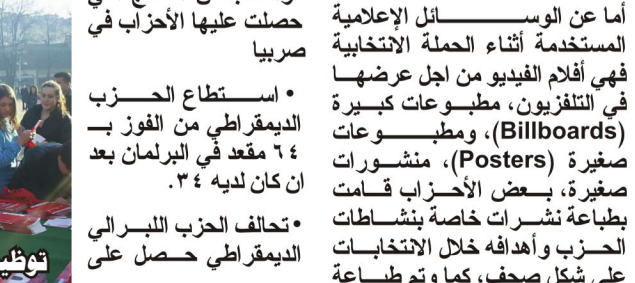 أما عن الوسائل الإعلامية
المستخدمة أثناء الحملة الانتخابية
فهي أفلام الفيديو من اجل عرضها
في التلفزيون، مطبوعات كبيرة
(Billboards)، ومطبوعات
صغيرة (Posters)، منشورات
صغيرة، بعض الأحزاب قامت
بطباعة نشرات خاصة بنشاطات
الحزب وأهدافه خلال الانتخابات
على شكل صحف، كما وتم طباعة
حصلت عليها الأحزاب في
صربيا
• استطاع الحزب
الديمقراطي من الفوز بـ
٦٤ مقعد في البرلمان بعد
ان كان لديه ٣٤.
• تحالف الحزب الليبرالي
الديمقراطي حصل على